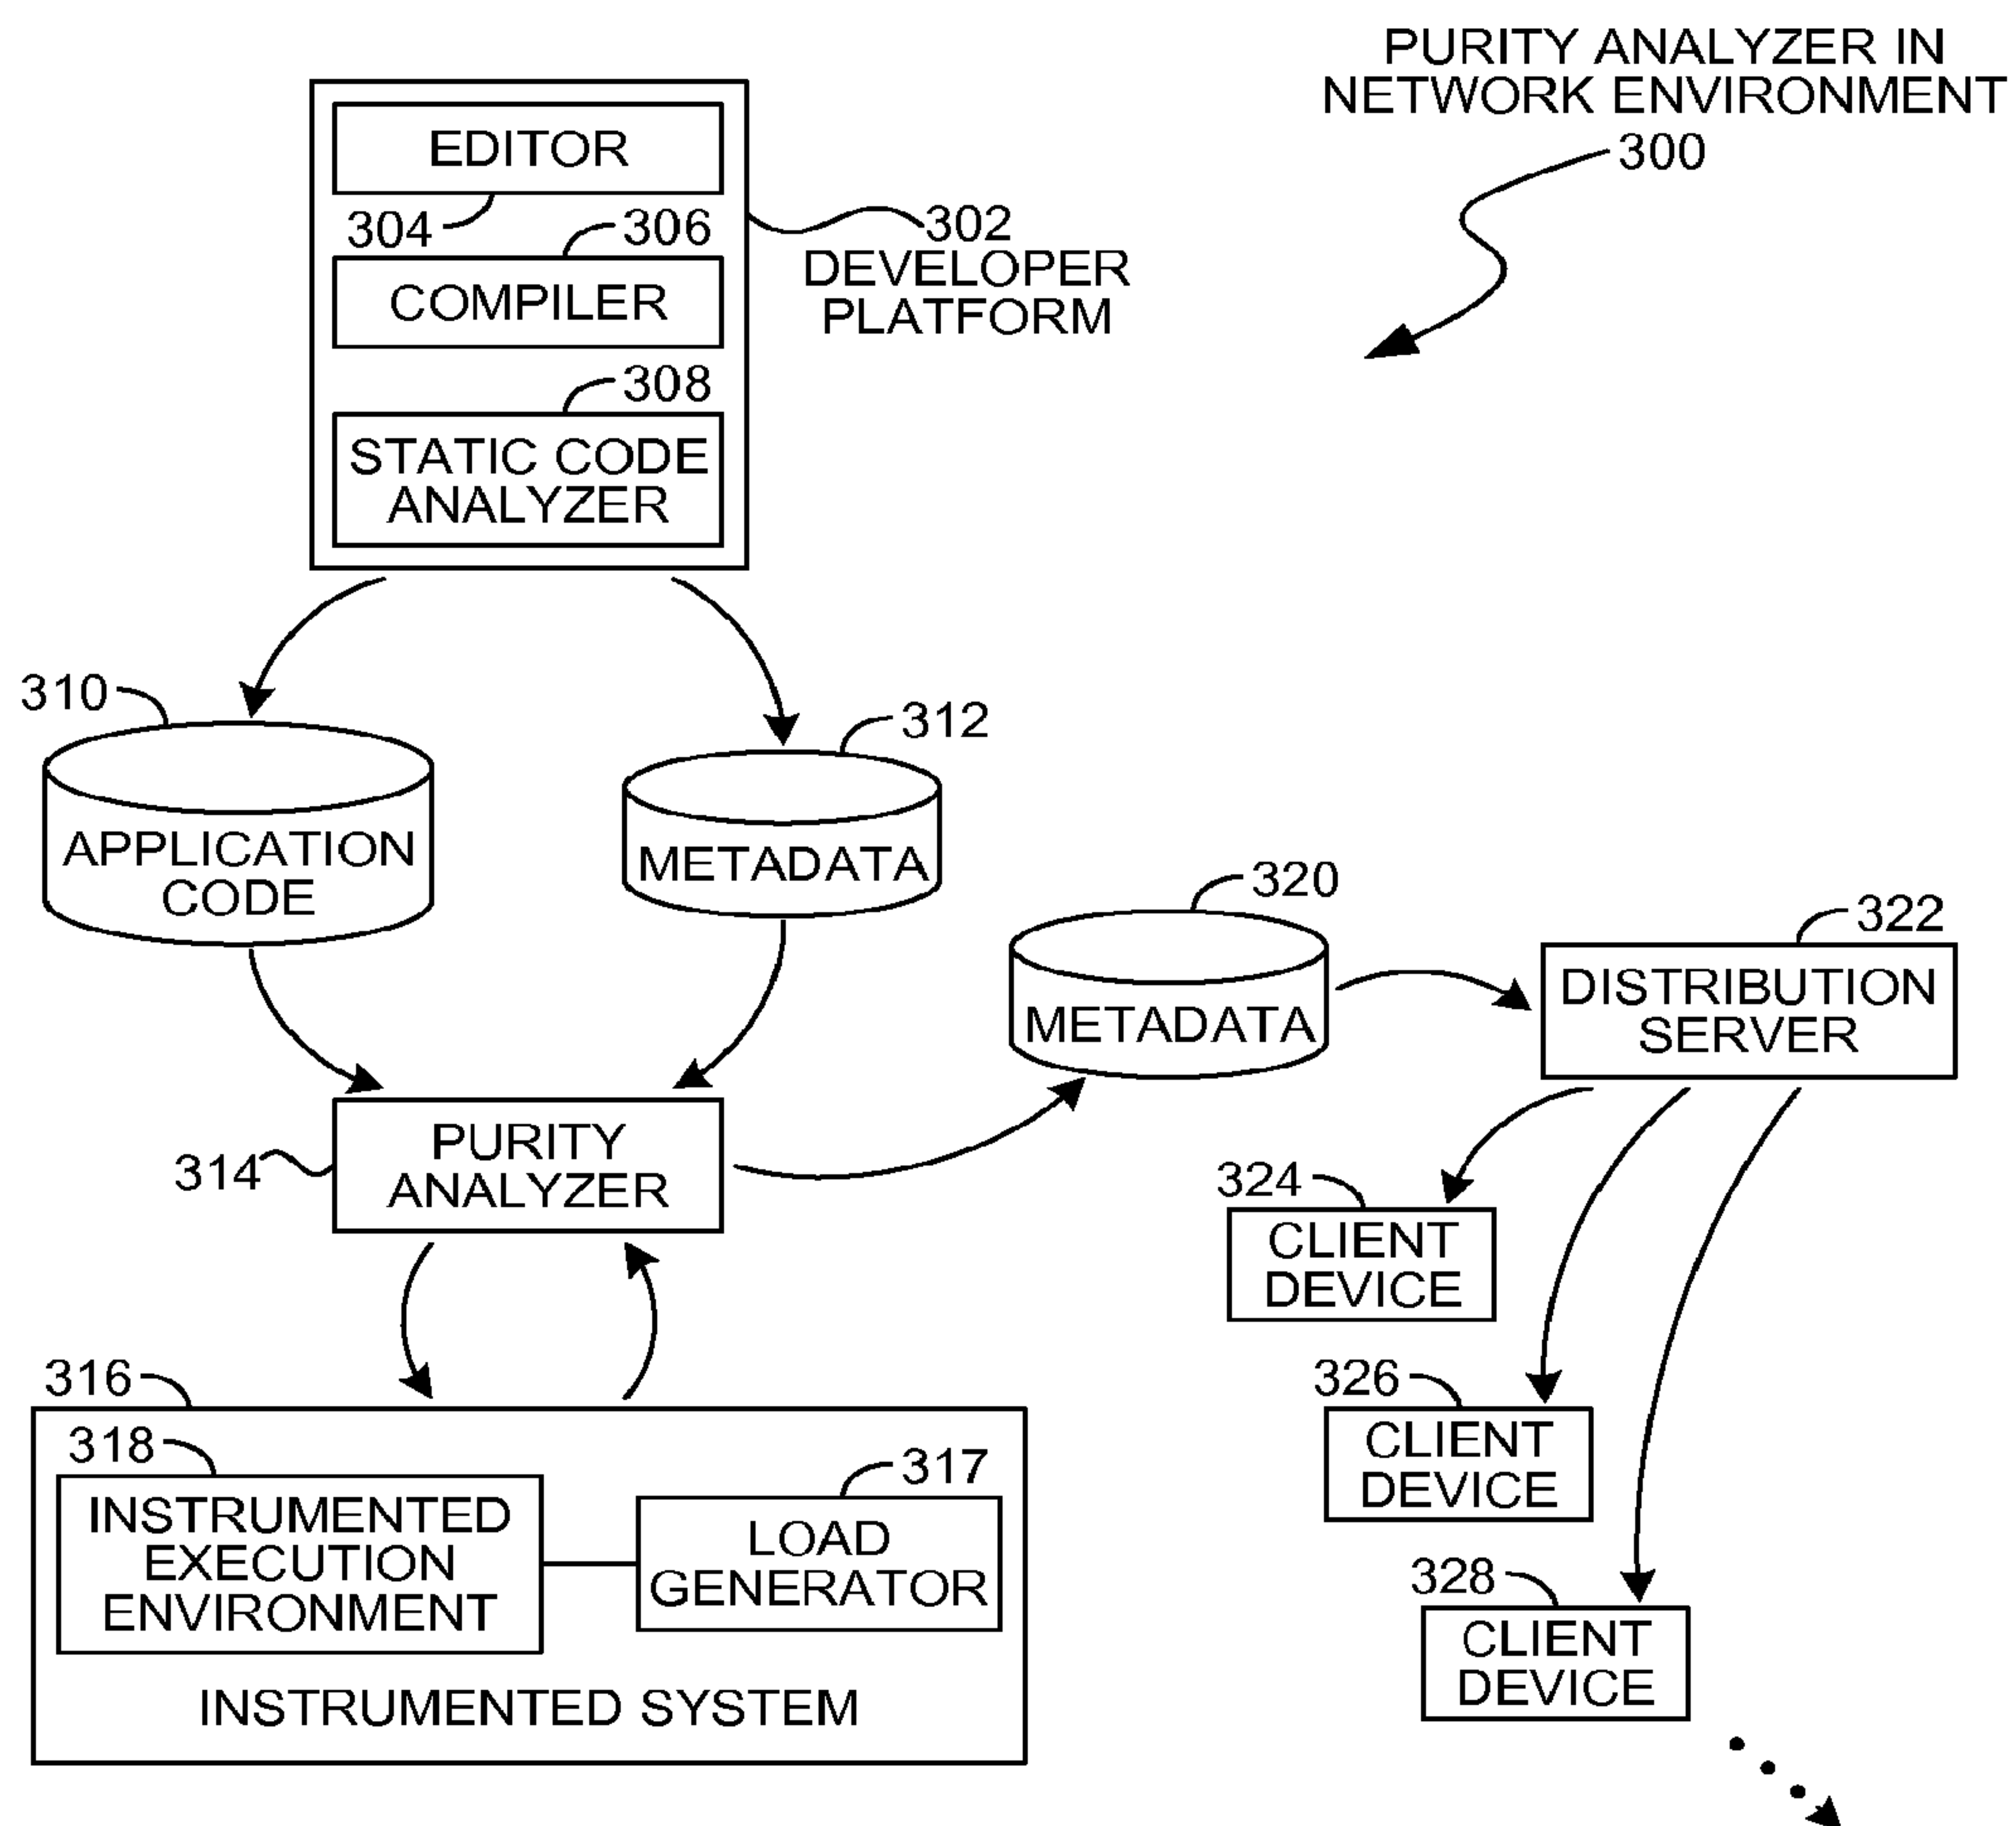 PURITY ANALYZER IN
NETWORK ENVIRONMENT
300
EDITOR
304
306
302
DEVELOPER
PLATFORM
COMPILER
308
STATIC CODE
ANALYZER
310
312
APPLICATION
CODE
METADATA
320
322
METADATA
DISTRIBUTION
SERVER
314
PURITY
ANALYZER
324
CLIENT
DEVICE
316
326
318
317
CLIENT
DEVICE
INSTRUMENTED
EXECUTION
ENVIRONMENT
LOAD
GENERATOR
328
CLIENT
DEVICE
INSTRUMENTED SYSTEM